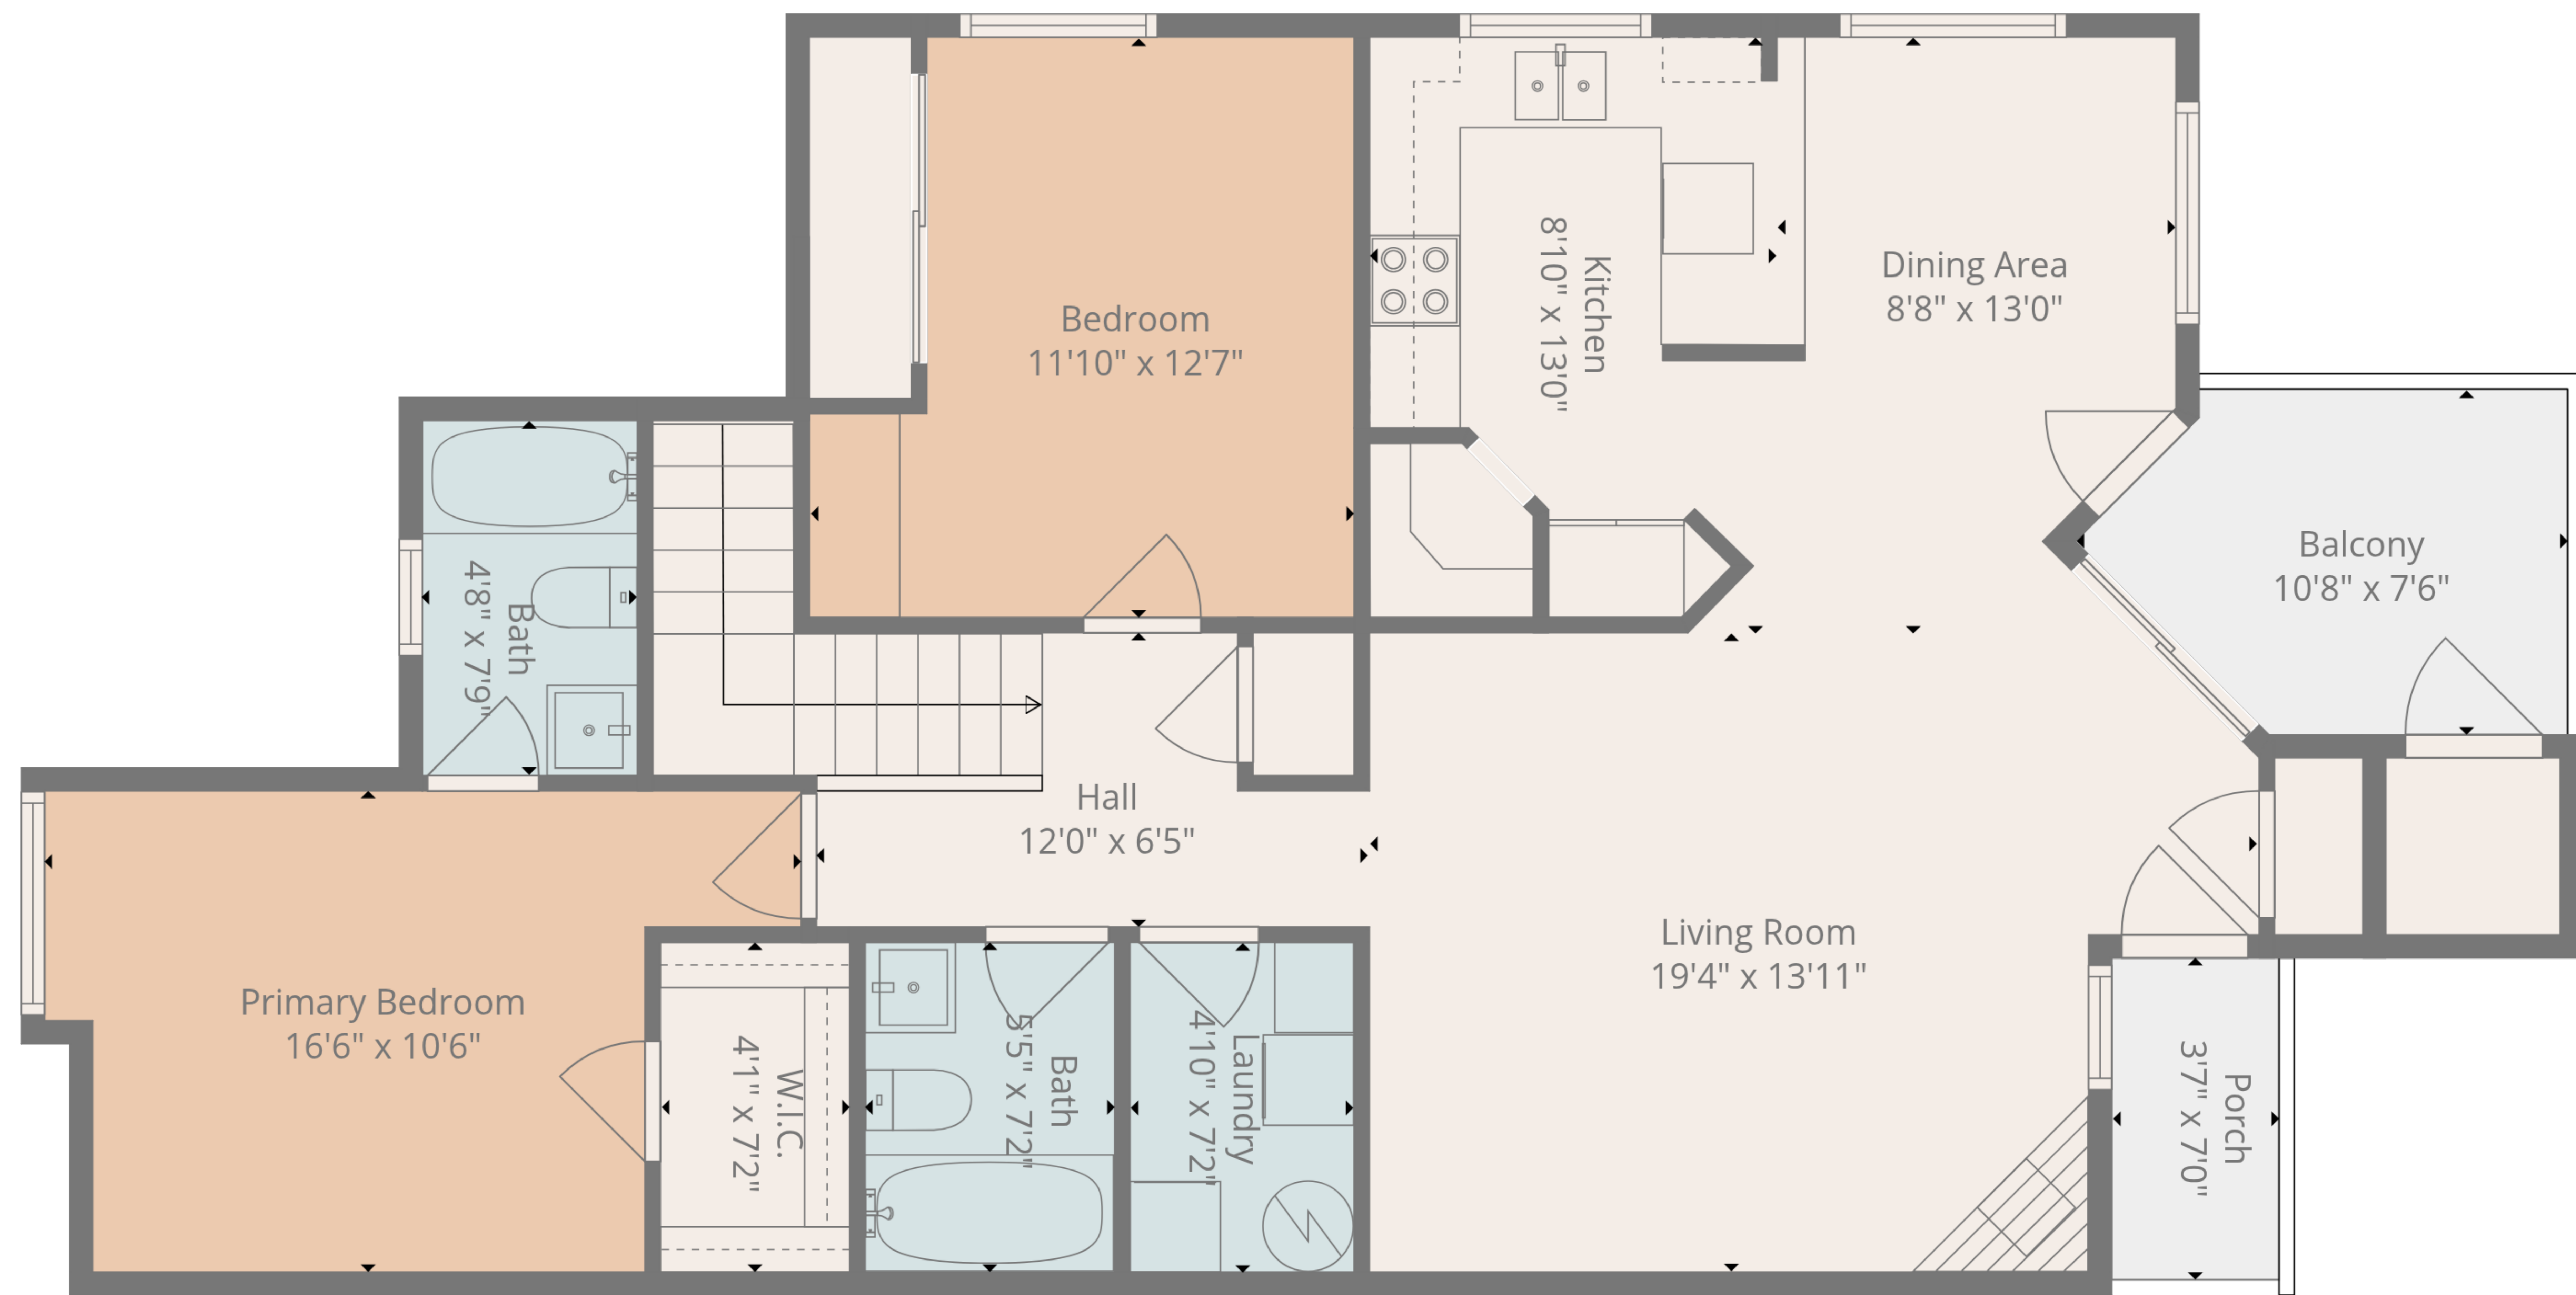 Bedroom
11'10" x 12'7"
Kitchen
8'10" x 13'0"
Dining Area
8'8" x 13'0"
Bath
4'8" x 7'9"
Balcony
10'8" x 7'6"
Hall
12'0" x 6'5"
Living Room
19'4" x 13'11"
Primary Bedroom
16'6" x 10'6"
W.I.C.
4'1" x 7'2"
Bath
5'5" x 7'2"
Laundry
4'10" x 7'2"
Porch
3'7" x 7'0"